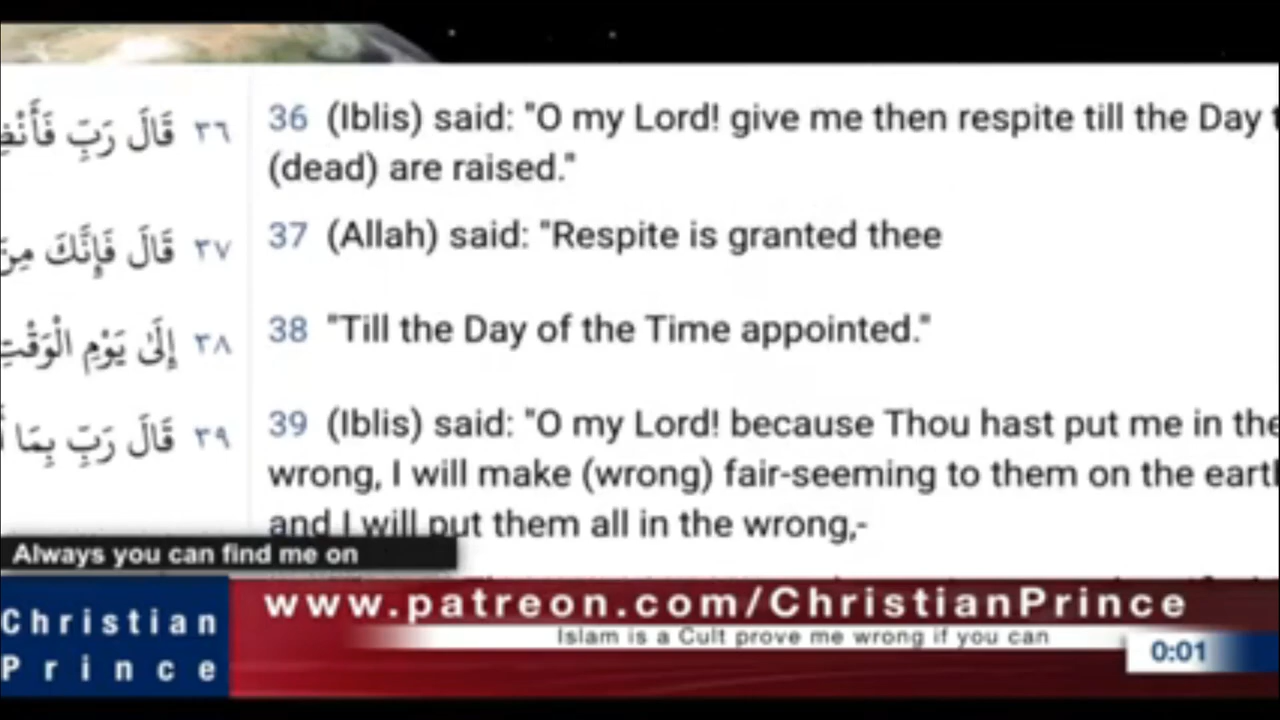 36 (Iblis) said: "O my Lord! give me then respite till the Day
(dead) are raised."
قَالَ رَبِّ ٣٦
37 (Allah) said: "Respite is granted thee
قَالَ فَإِنَّكَ مِنَ ٣٧
38 "Till the Day of the Time appointed."
إِلَىٰ يَوْمِ الْوَقْتِ ٣٨
39 (Iblis) said: "O my Lord! because Thou hast put me in the
wrong, I will make (wrong) fair-seeming to them on the earth
and I will put them all in the wrong,-
قَالَ رَبِّ بِمَا ٣٩
Always you can find me on
Christian
Prince
www.patreon.com/ChristianPrince
Islam is a Cult prove me wrong if you can
0:01